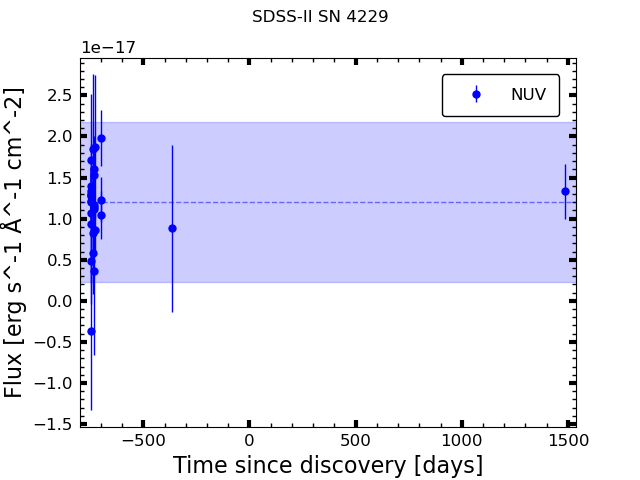 SDSS-II SN 4229
1e−17
NUV
Flux [erg s^-1 Å^-1 cm^-2]
2.5
2.0
1.5
1.0
0.5
0.0
−0.5
−1.0
−1.5
−500 0 500 1000 1500
Time since discovery [days]